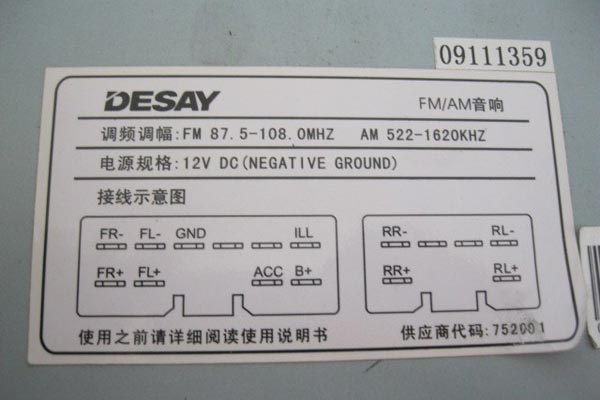 09111359
DESAY FM/AM音响
调频调幅:FM 87.5-108.0MHZ AM 522-1620KHZ
电源规格:12V DC(NEGATIVE GROUND)
接线示意图
FR- FL- GND ILL RR- RL-
FR+ FL+ ACC B+ RR+ RL+
使用之前请详细阅读使用说明书 供应商代码:752601